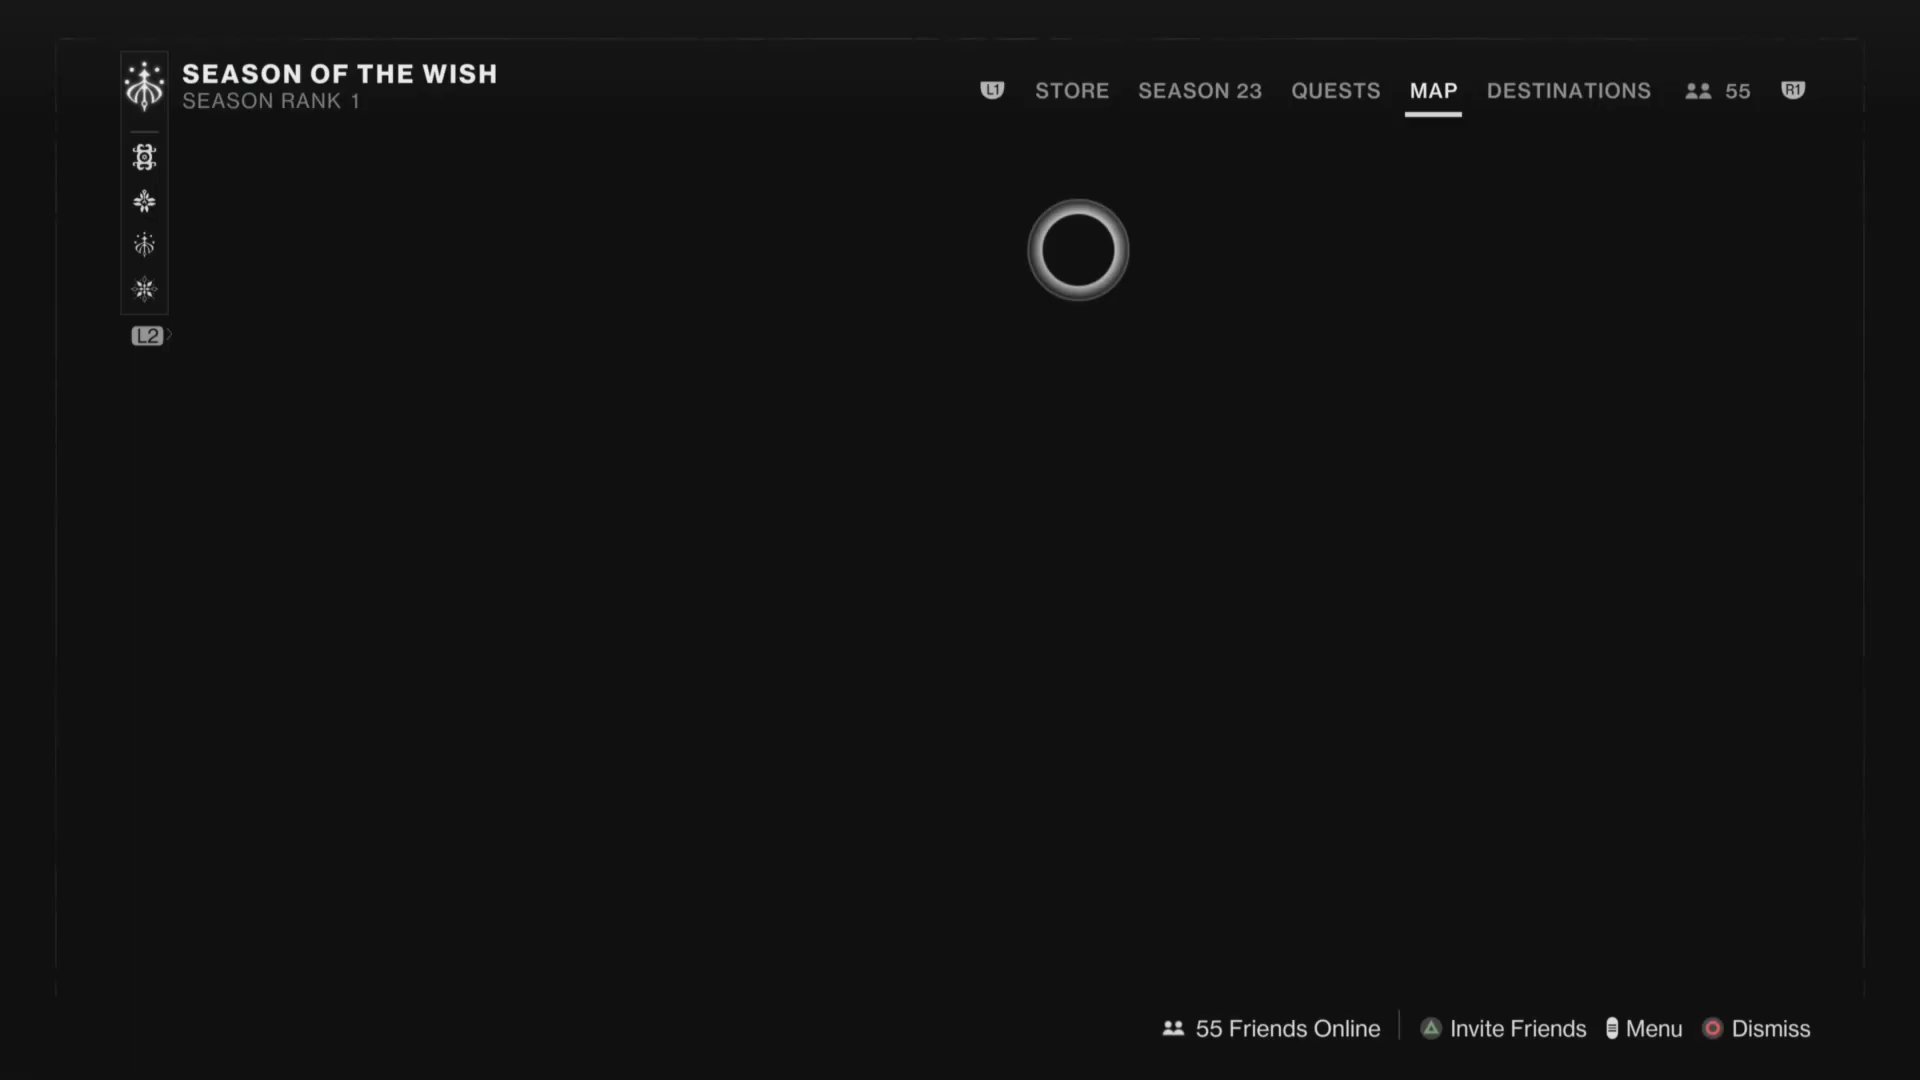 SEASON OF THE WISH
SEASON RANK 1
L1 STORE SEASON 23 QUESTS MAP DESTINATIONS 55 R1
L2
55 Friends Online Invite Friends Menu Dismiss